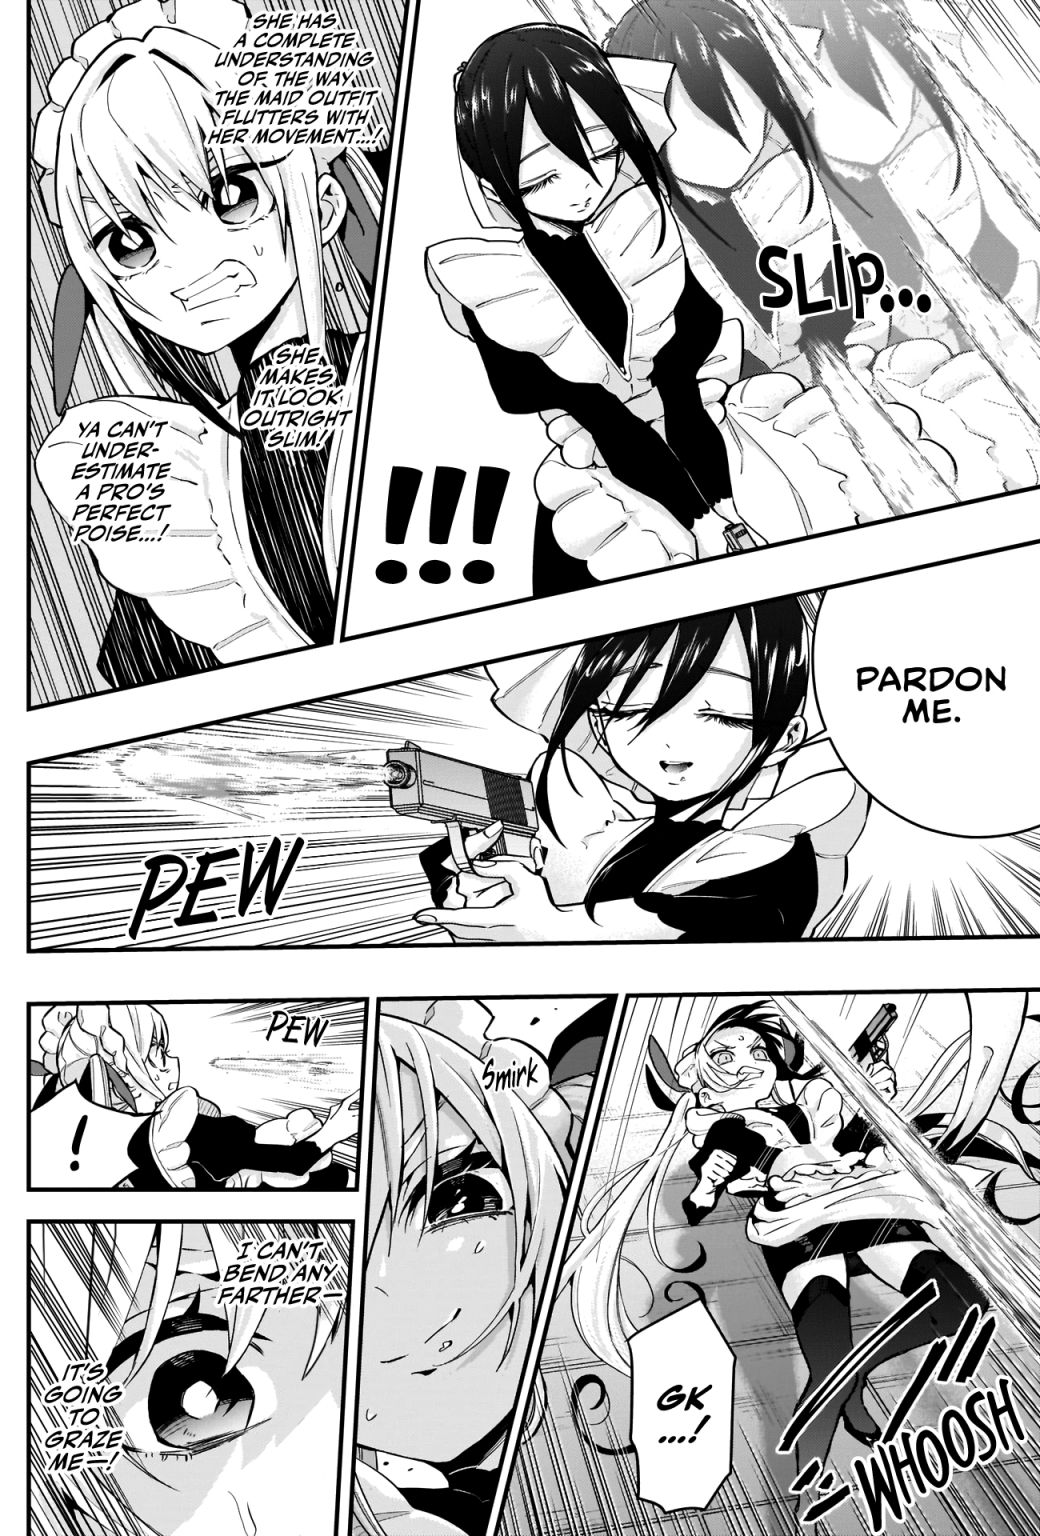 SLIP...
!!!
SHE HAS
A COMPLETE
UNDERSTANDING
OF THE WAY
THE MAID OUTFIT
FLUTTERS WITH
HER MOVEMENT...!
SHE
MAKES
IT LOOK
OUTRIGHT
SLIM!
YA CAN'T
UNDER-
ESTIMATE
A PRO'S
PERFECT
POISE...!
PARDON
ME.
PEW
WHOOSH
GK
....!
Smirk
PEW
!
I CAN'T
BEND ANY
FARTHER—
IT'S
GOING
TO
GRAZE
ME—!